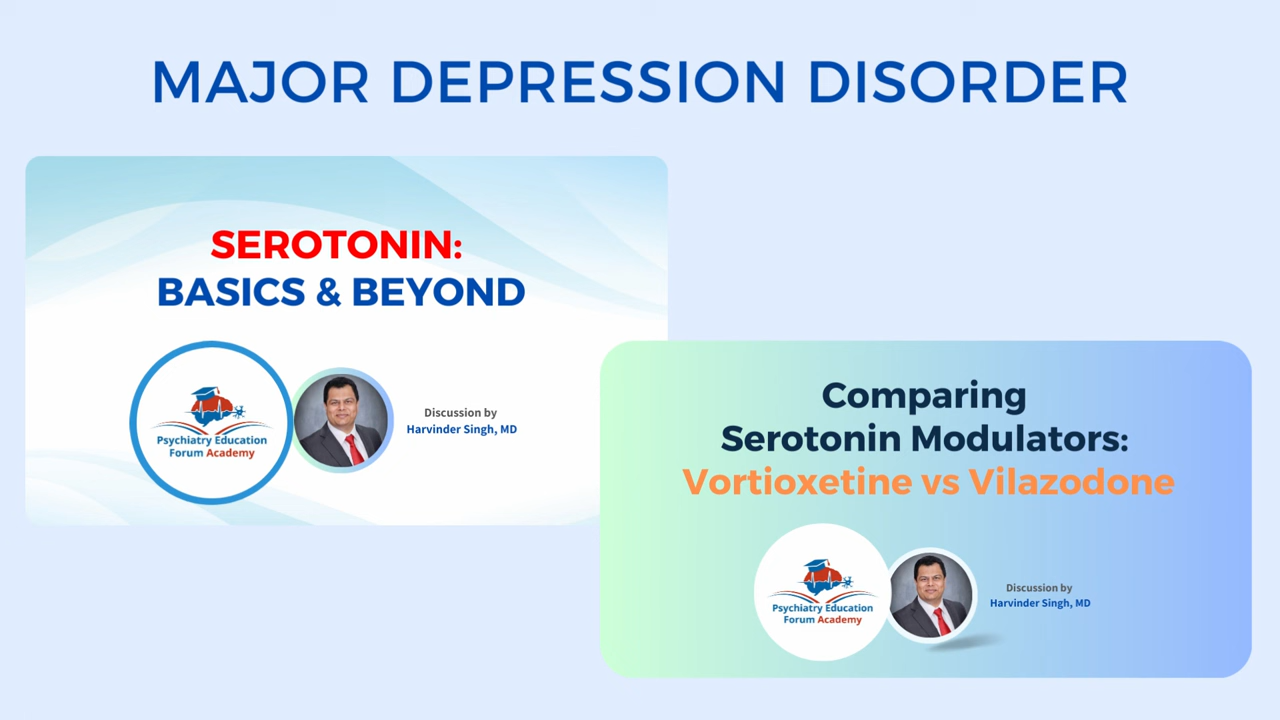 MAJOR DEPRESSION DISORDER
SEROTONIN:
BASICS & BEYOND
Psychiatry Education
Forum Academy
Discussion by
Harvinder Singh, MD
Comparing
Serotonin Modulators:
Vortioxetine vs Vilazodone
Psychiatry Education
Forum Academy
Discussion by
Harvinder Singh, MD